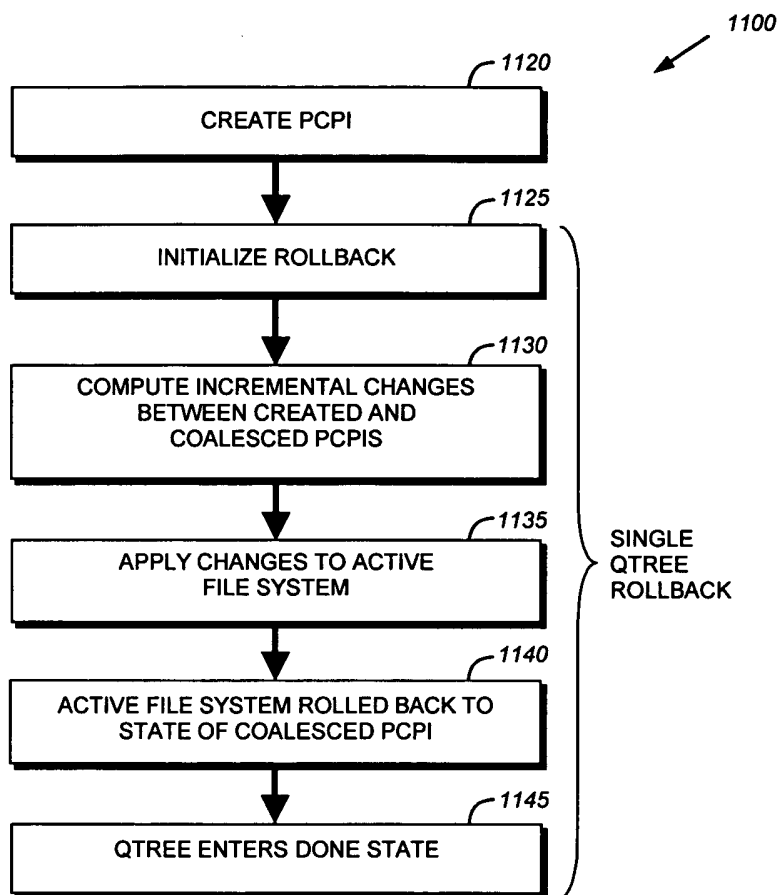 1100
1120
CREATE PCPI
1125
INITIALIZE ROLLBACK
1130
COMPUTE INCREMENTAL CHANGES
BETWEEN CREATED AND
COALESCED PCPIS
1135
APPLY CHANGES TO ACTIVE
FILE SYSTEM
SINGLE
QTREE
ROLLBACK
1140
ACTIVE FILE SYSTEM ROLLED BACK TO
STATE OF COALESCED PCPI
1145
QTREE ENTERS DONE STATE